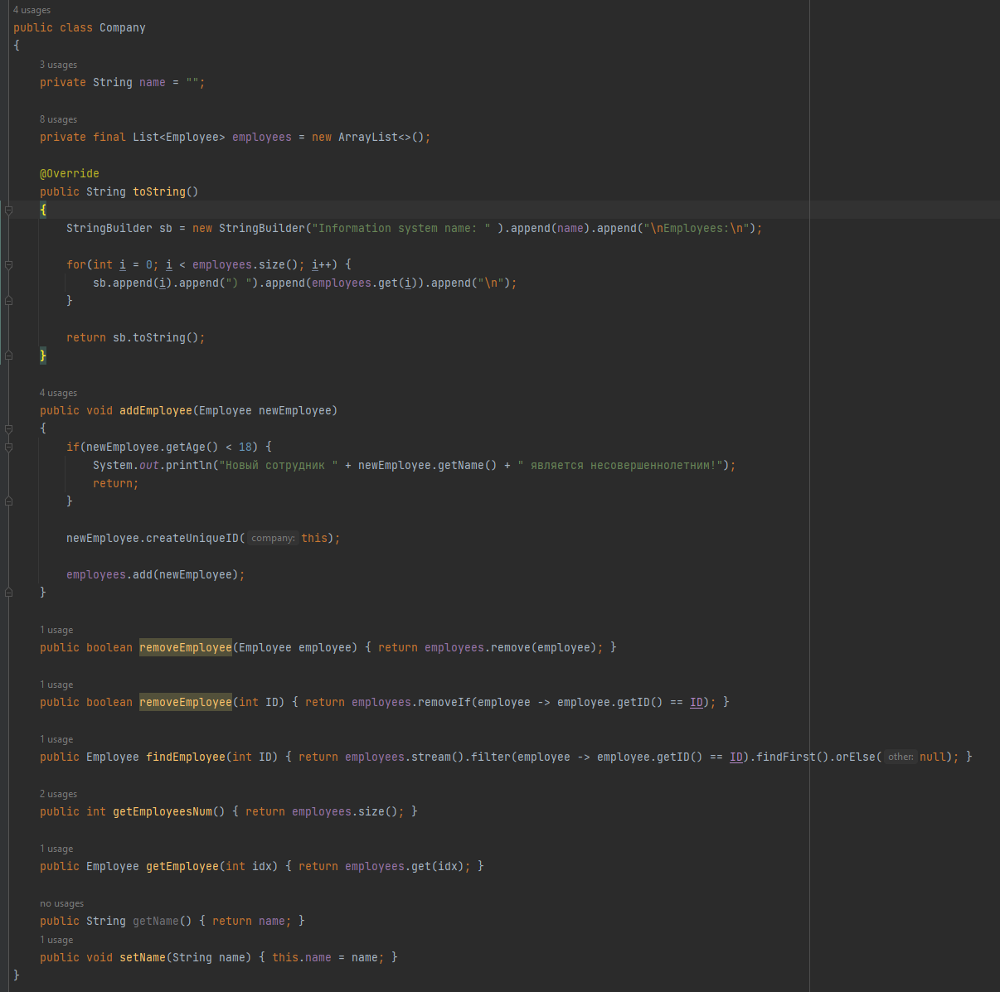 4 usages
public class Company
{
3 usages
private String name = "";
8 usages
private final List<Employee> employees = new ArrayList<>();
@Override
public String toString()
{
StringBuilder sb = new StringBuilder("Information system name: " ).append(name).append("\nEmployees:\n");
for(int i = 0; i < employees.size(); i++) {
sb.append(i).append(") ").append(employees.get(i)).append("\n");
}
return sb.toString();
}
4 usages
public void addEmployee(Employee newEmployee)
{
if(newEmployee.getAge() < 18) {
System.out.println("Новый сотрудник " + newEmployee.getName() + " является несовершеннолетним!");
return;
}
newEmployee.createUniqueID( company: this);
employees.add(newEmployee);
}
1 usage
public boolean removeEmployee(Employee employee) { return employees.remove(employee); }
1 usage
public boolean removeEmployee(int ID) { return employees.removeIf(employee -> employee.getID() == ID); }
1 usage
public Employee findEmployee(int ID) { return employees.stream().filter(employee -> employee.getID() == ID).findFirst().orElse( other: null); }
2 usages
public int getEmployeesNum() { return employees.size(); }
1 usage
public Employee getEmployee(int idx) { return employees.get(idx); }
no usages
public String getName() { return name; }
1 usage
public void setName(String name) { this.name = name; }
}